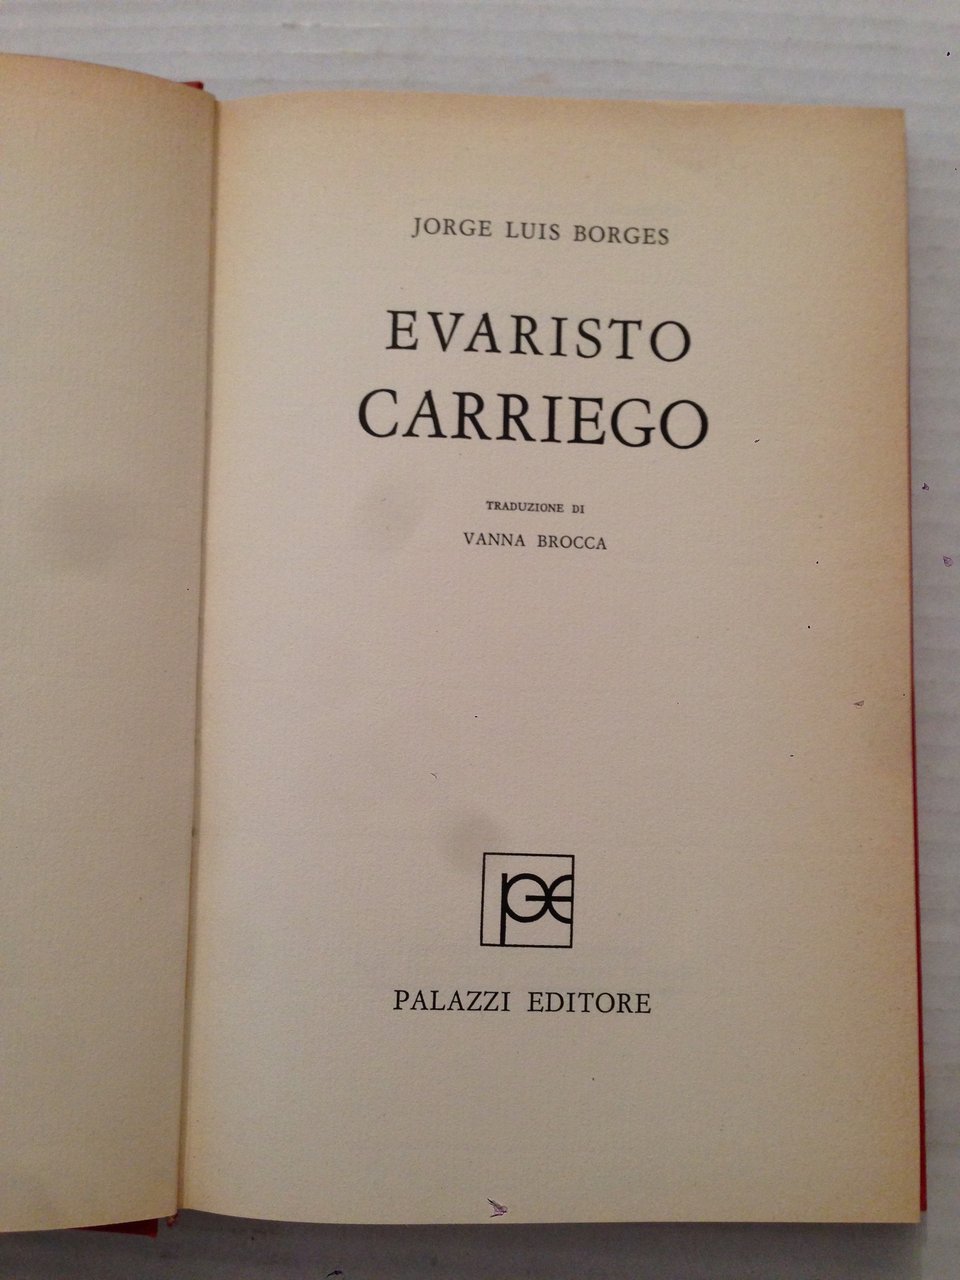 JORGE LUIS BORGES
EVARISTO
CARRIEGO
TRADUZIONE DI
VANNA BROCCA
PE
PALAZZI EDITORE